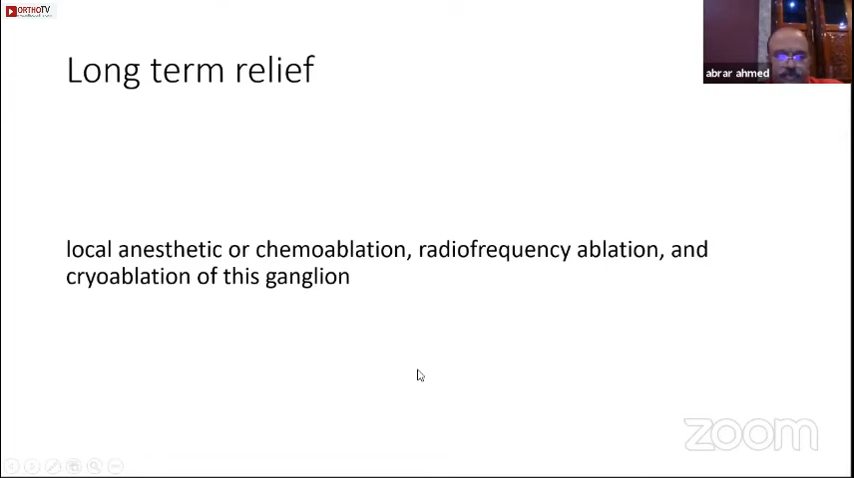 ORTHOTV
abrar ahmed
Long term relief
local anesthetic or chemoablation, radiofrequency ablation, and
cryoablation of this ganglion
zoom